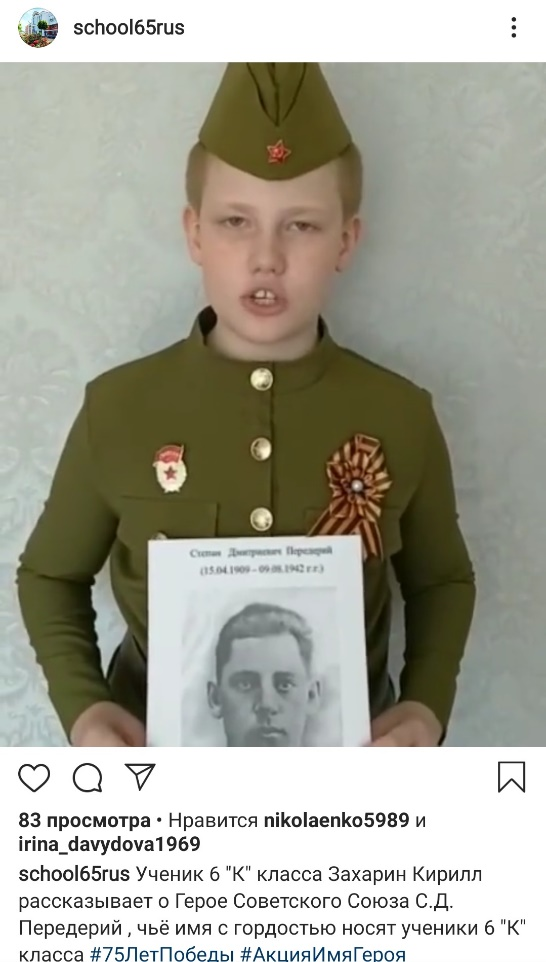 school65rus
Степан Дмитриевич Передерий
(15.04.1909 – 09.08.1942 г.г.)
83 просмотра • Нравится nikolaenko5989 и
irina_davydova1969
school65rus Ученик 6 "К" класса Захарин Кирилл
рассказывает о Герое Советского Союза С.Д.
Передерий , чьё имя с гордостью носят ученики 6 "К"
класса #75ЛетПобеды #АкцияИмяГероя